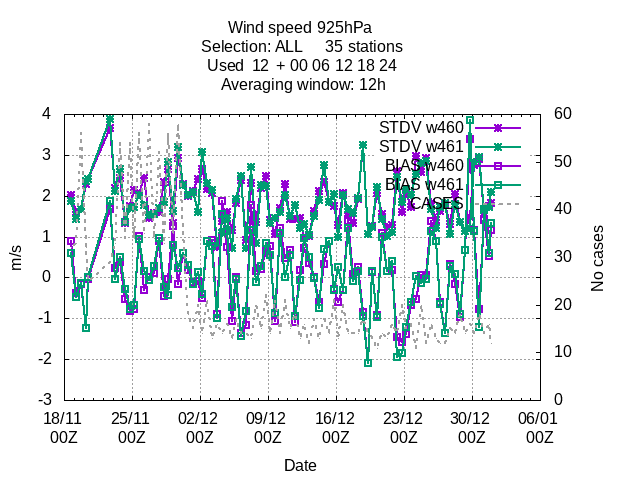 Wind speed 925hPa
Selection: ALL 35 stations
Used 12 + 00 06 12 18 24
Averaging window: 12h
4 60
STDV w460
STDV w461
3 50
BIAS w460
BIAS w461
2 40
CASES
1 30
0
-1 20
-2 10
-3 0
m/s
No cases
18/11 25/11 02/12 09/12 16/12 23/12 30/12 06/01
00Z 00Z 00Z 00Z 00Z 00Z 00Z 00Z
Date